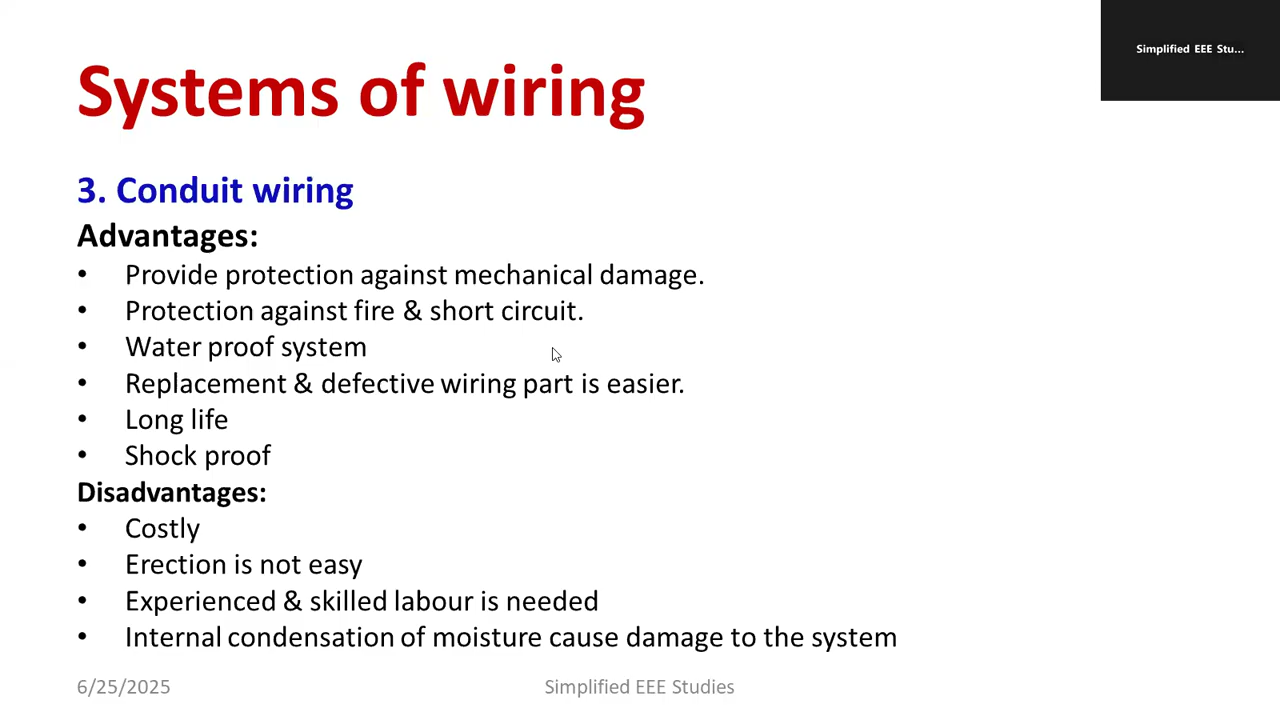 Simplified EEE Stu...
Systems of wiring
3. Conduit wiring
Advantages:
• Provide protection against mechanical damage.
• Protection against fire & short circuit.
• Water proof system
• Replacement & defective wiring part is easier.
• Long life
• Shock proof
Disadvantages:
• Costly
• Erection is not easy
• Experienced & skilled labour is needed
• Internal condensation of moisture cause damage to the system
6/25/2025 Simplified EEE Studies